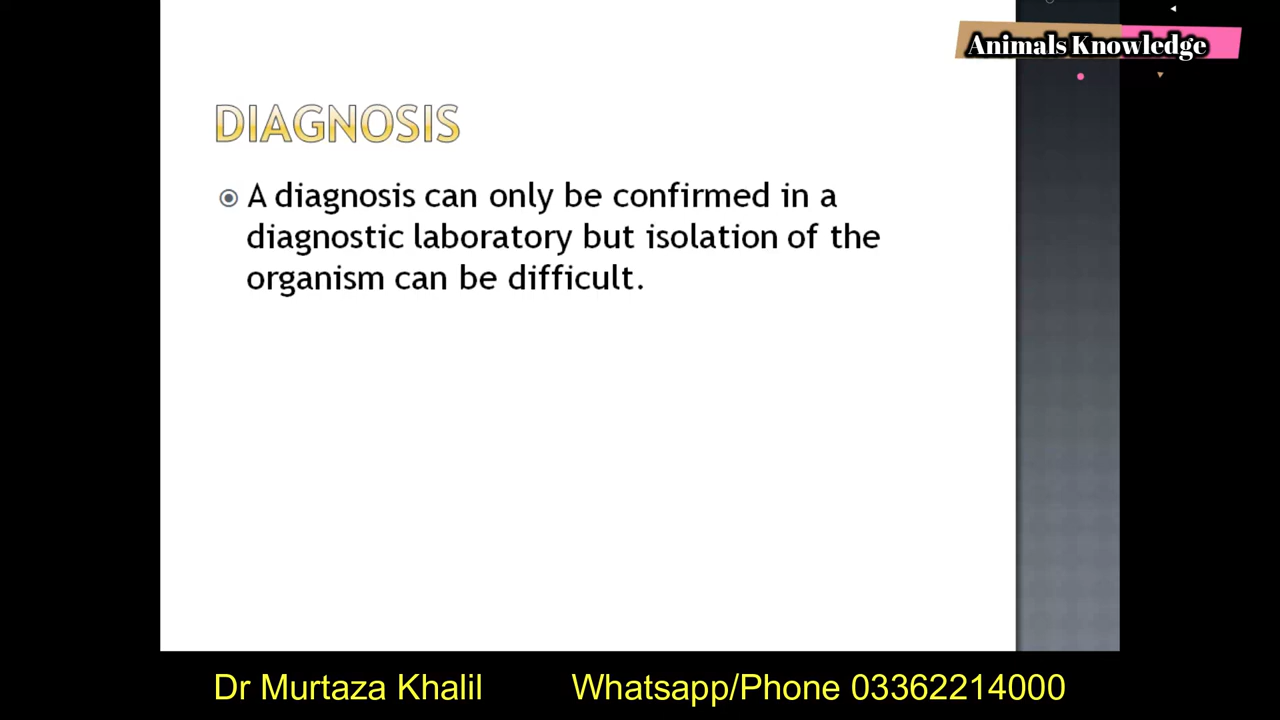 Animals Knowledge
DIAGNOSIS
A diagnosis can only be confirmed in a
diagnostic laboratory but isolation of the
organism can be difficult.
Dr Murtaza Khalil Whatsapp/Phone 03362214000